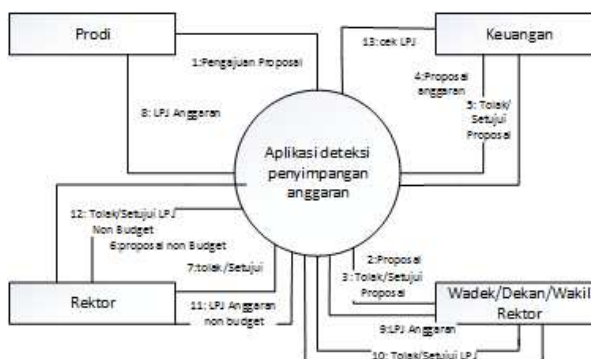 Prodi
Keuangan
1:Pengajuan Proposal
13:cek LPJ
4:Proposal
anggaran
8: LPJ Anggaran
5: Tolak/
Setujui
Proposal
Aplikasi deteksi
penyimpangan
anggaran
12: Tolak/Setujui LPJ
Non Budget
6:proposal non Budget
7:tolak/Setujui
2:Proposal
3: Tolak/Setujui
Proposal
Rektor
11: LPJ Anggaran
non budget
Wadek/Dekan/Wakil
Rektor
9:LPJ Anggaran
10: Tolak/Setujui LPJ